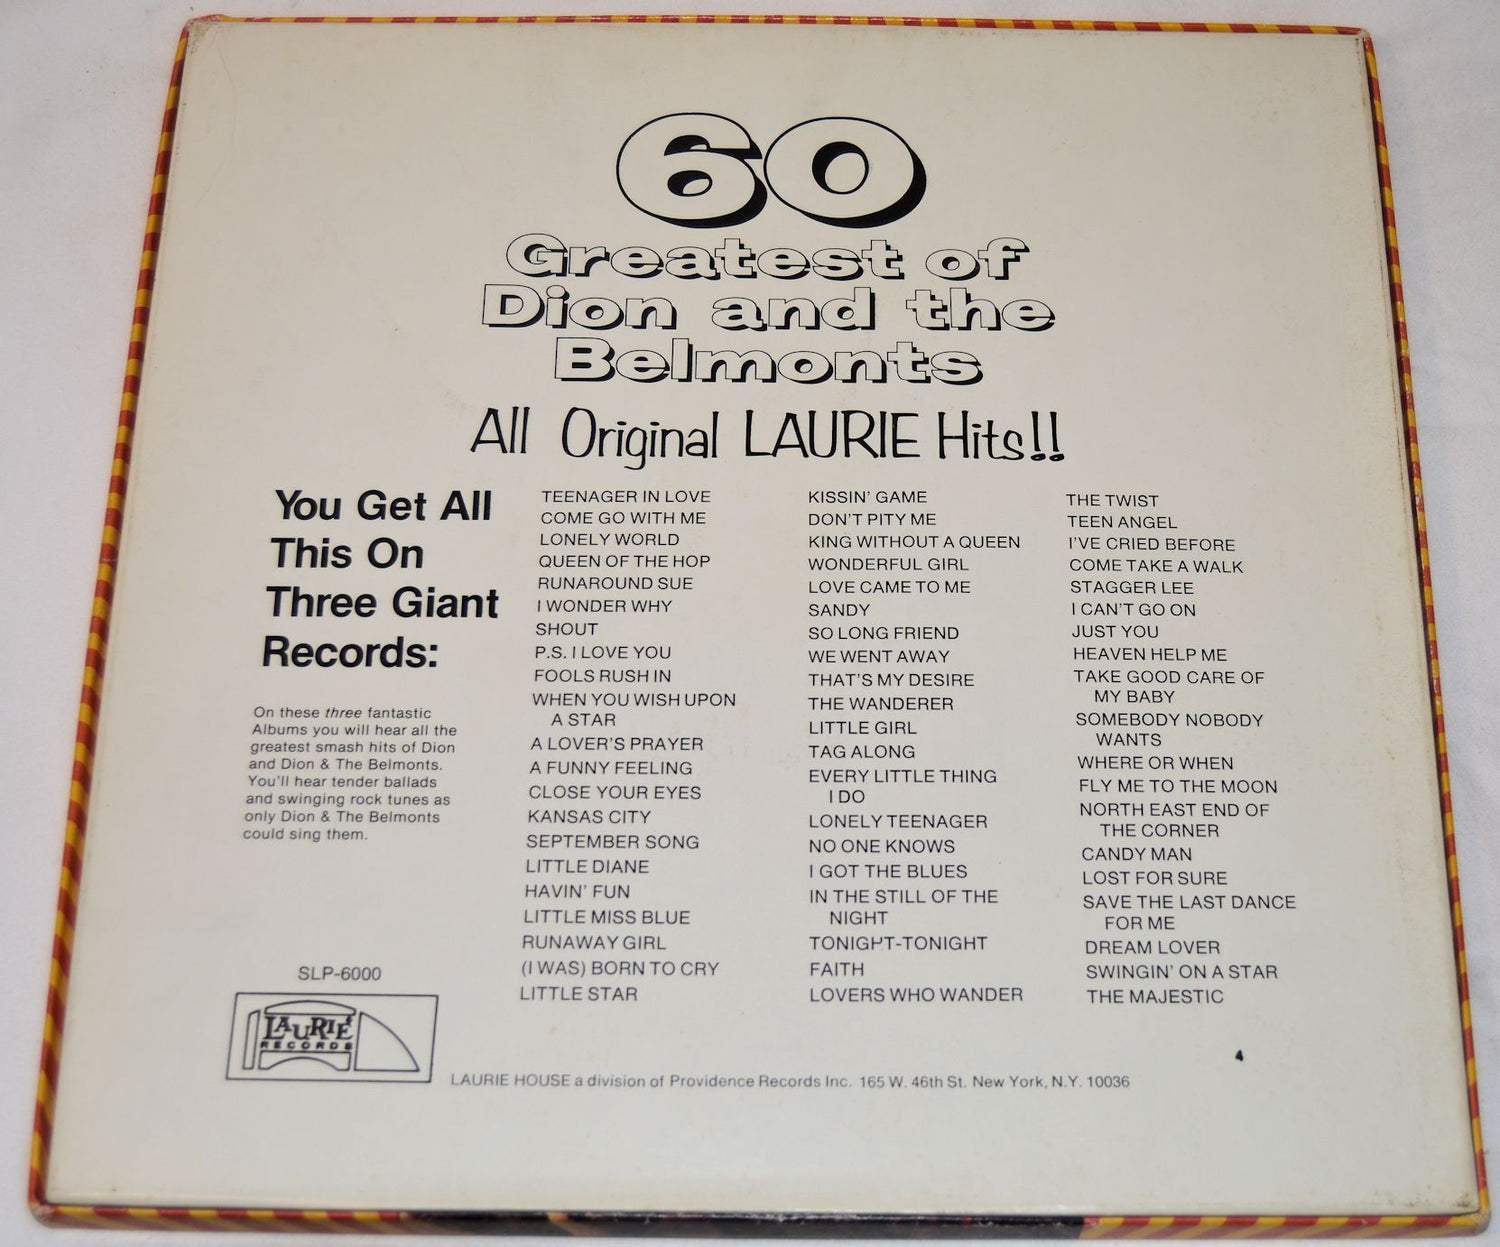 60
Greatest of
Dion and the
Belmonts
All Original LAURIE Hits!!
You Get All
This On
Three Giant
Records:
On these three fantastic
Albums you will hear all the
greatest smash hits of Dion
and Dion & The Belmonts.
You'll hear tender ballads
and swinging rock tunes as
only Dion & The Belmonts
could sing them.
TEENAGER IN LOVE
COME GO WITH ME
LONELY WORLD
QUEEN OF THE HOP
RUNAROUND SUE
I WONDER WHY
SHOUT
P.S. I LOVE YOU
FOOLS RUSH IN
WHEN YOU WISH UPON
A STAR
A LOVER'S PRAYER
A FUNNY FEELING
CLOSE YOUR EYES
KANSAS CITY
SEPTEMBER SONG
LITTLE DIANE
HAVIN' FUN
LITTLE MISS BLUE
RUNAWAY GIRL
(I WAS) BORN TO CRY
LITTLE STAR
KISSIN' GAME
DON'T PITY ME
KING WITHOUT A QUEEN
WONDERFUL GIRL
LOVE CAME TO ME
SANDY
SO LONG FRIEND
WE WENT AWAY
THAT'S MY DESIRE
THE WANDERER
LITTLE GIRL
TAG ALONG
EVERY LITTLE THING
I DO
LONELY TEENAGER
NO ONE KNOWS
I GOT THE BLUES
IN THE STILL OF THE
NIGHT
TONIGHT-TONIGHT
FAITH
LOVERS WHO WANDER
THE TWIST
TEEN ANGEL
I'VE CRIED BEFORE
COME TAKE A WALK
STAGGER LEE
I CAN'T GO ON
JUST YOU
HEAVEN HELP ME
TAKE GOOD CARE OF
MY BABY
SOMEBODY NOBODY
WANTS
WHERE OR WHEN
FLY ME TO THE MOON
NORTH EAST END OF
THE CORNER
CANDY MAN
LOST FOR SURE
SAVE THE LAST DANCE
FOR ME
DREAM LOVER
SWINGIN' ON A STAR
THE MAJESTIC
SLP-6000
LAURIE
RECORDS
4
LAURIE HOUSE a division of Providence Records Inc. 165 W. 46th St. New York, N.Y. 10036